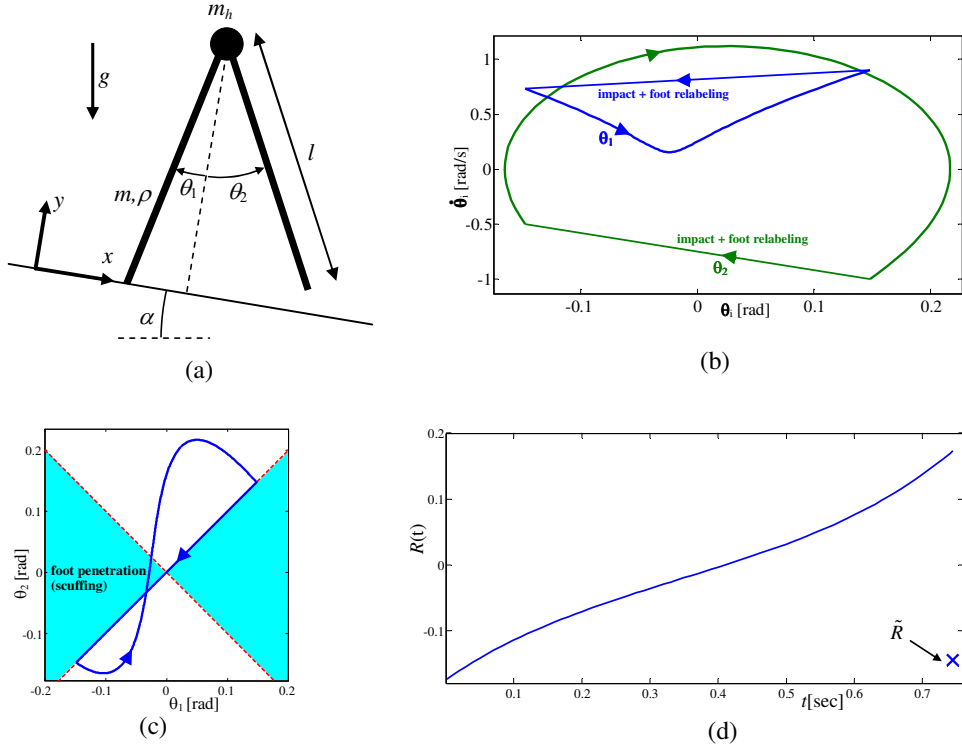 m_h
g
l
m, ρ
θ_1
θ_2
y
x
α
(a)
1
0.5
0
-0.5
-1
θ̇_i [rad/s]
impact + foot relabeling
θ_1
impact + foot relabeling
θ_2
-0.1
0
0.1
0.2
θ_i [rad]
(b)
0.2
0.1
0
-0.1
θ_2 [rad]
foot penetration
(scuffing)
-0.2
-0.1
0
0.1
0.2
θ_1 [rad]
(c)
0.2
0.1
0
-0.1
R(t)
R̃
0.1
0.2
0.3
0.4
0.5
0.6
0.7
t[sec]
(d)